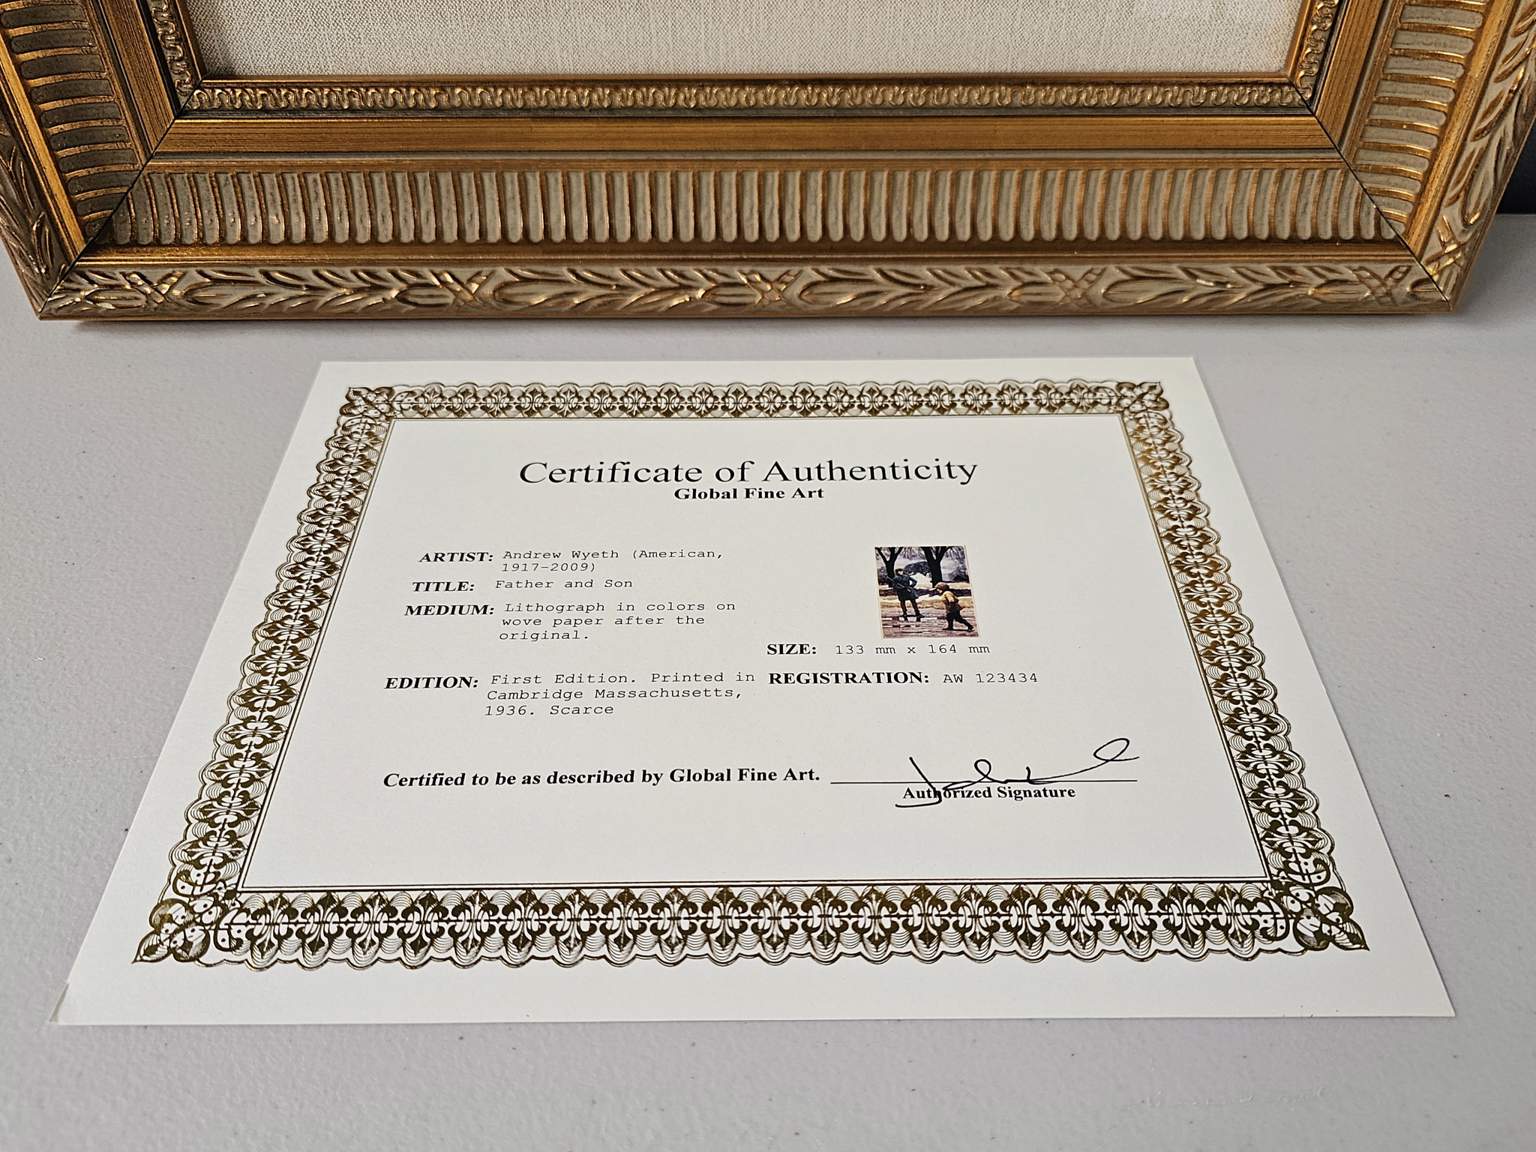 Certificate of Authenticity
Global Fine Art
ARTIST: Andrew Wyeth (American,
1917-2009)
TITLE: Father and Son
MEDIUM: Lithograph in colors on
wove paper after the
original.
SIZE: 133 mm x 164 mm
EDITION: First Edition. Printed in
Cambridge Massachusetts,
1936. Scarce
REGISTRATION: AW 123434
Certified to be as described by Global Fine Art.
Authorized Signature